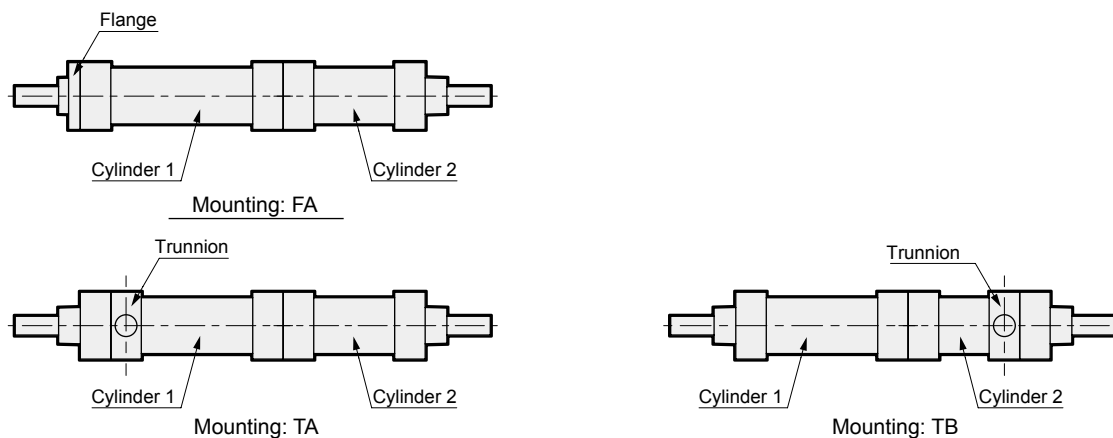 Flange
Cylinder 1
Cylinder 2
Mounting: FA
Trunnion
Cylinder 1
Cylinder 2
Mounting: TA
Trunnion
Cylinder 1
Cylinder 2
Mounting: TB